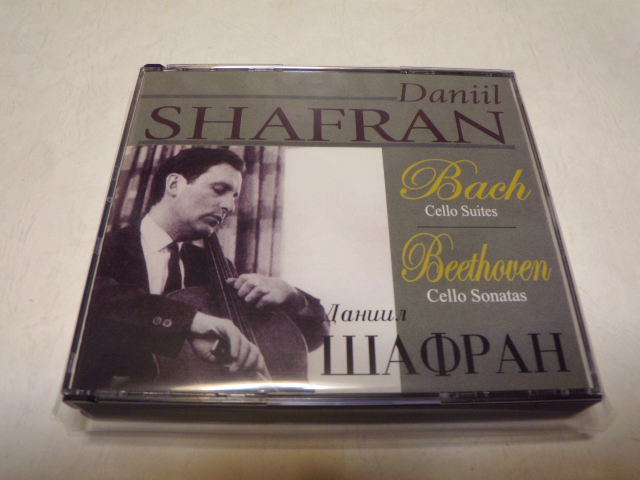 Daniil
SHAFRAN
Bach
Cello Suites
Beethoven
Cello Sonatas
Даниил
ШАФРАН